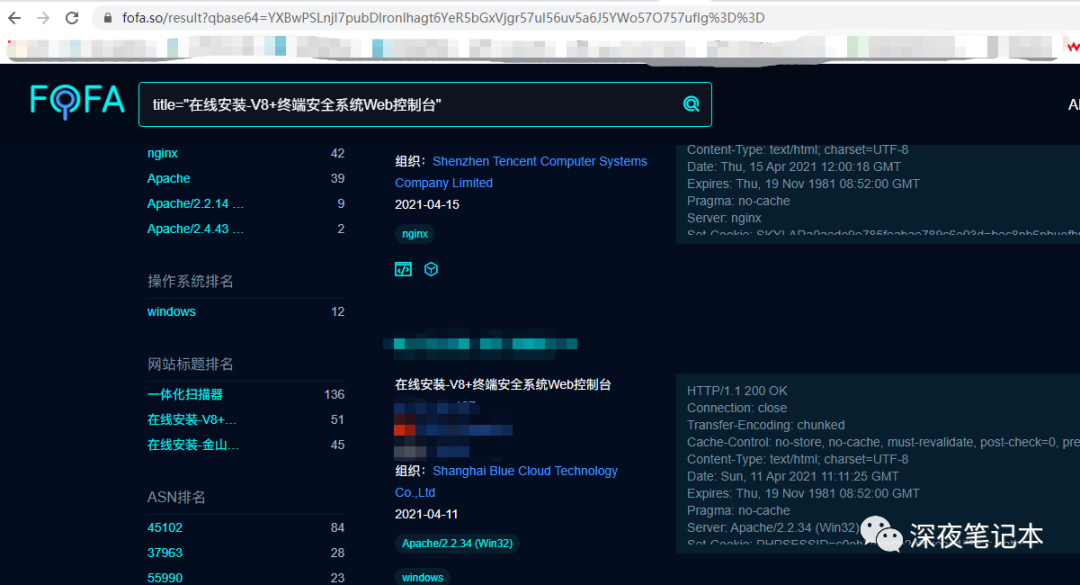 fofa.so/result?qbase64=YXBwPSLnjI7pubDlronlhagt6YeR5bGxVjgr57uI56uv5a6J5YWo57O757uflg%3D%3D
FOFA
title="在线安装-V8+终端安全系统Web控制台"
nginx 42
Apache 39
Apache/2.2.14 ... 9
Apache/2.4.43 ... 2
操作系统排名
windows 12
网站标题排名
一体化扫描器 136
在线安装-V8+... 51
在线安装-金山... 45
ASN排名
45102 84
37963 28
55990 23
组织：Shenzhen Tencent Computer Systems
Company Limited
2021-04-15
nginx
在线安装-V8+终端安全系统Web控制台
组织：Shanghai Blue Cloud Technology
Co.,Ltd
2021-04-11
Apache/2.2.34 (Win32)
windows
Content-Type: text/html; charset=UTF-8
Date: Thu, 15 Apr 2021 12:00:18 GMT
Expires: Thu, 19 Nov 1981 08:52:00 GMT
Pragma: no-cache
Server: nginx
HTTP/1.1 200 OK
Connection: close
Transfer-Encoding: chunked
Cache-Control: no-store, no-cache, must-revalidate, post-check=0, pre
Content-Type: text/html; charset=UTF-8
Date: Sun, 11 Apr 2021 11:11:25 GMT
Expires: Thu, 19 Nov 1981 08:52:00 GMT
Pragma: no-cache
Server: Apache/2.2.34 (Win32)
深夜笔记本